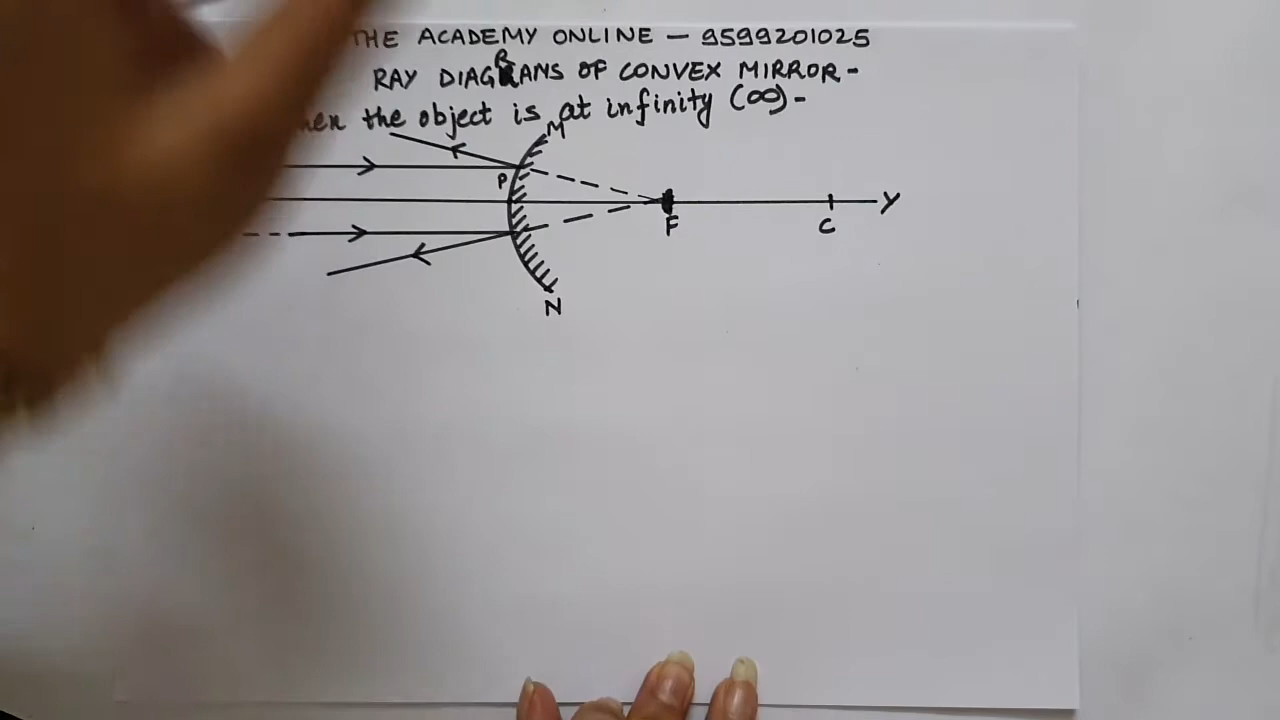 THE ACADEMY ONLINE - 9599201025
RAY DIAGRAMS OF CONVEX MIRROR-
the object is at infinity (∞)-
M
P
F
C
Y
N